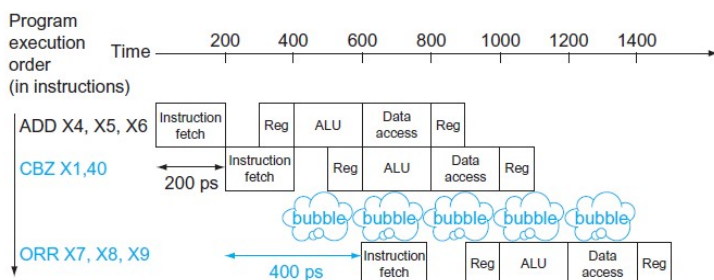 Program
execution
order
(in instructions)
Time
200 400 600 800 1000 1200 1400
ADD X4, X5, X6
Instruction
fetch
Reg
ALU
Data
access
Reg
CBZ X1,40
200 ps
Instruction
fetch
Reg
ALU
Data
access
Reg
bubble bubble bubble bubble bubble
ORR X7, X8, X9
400 ps
Instruction
fetch
Reg
ALU
Data
access
Reg